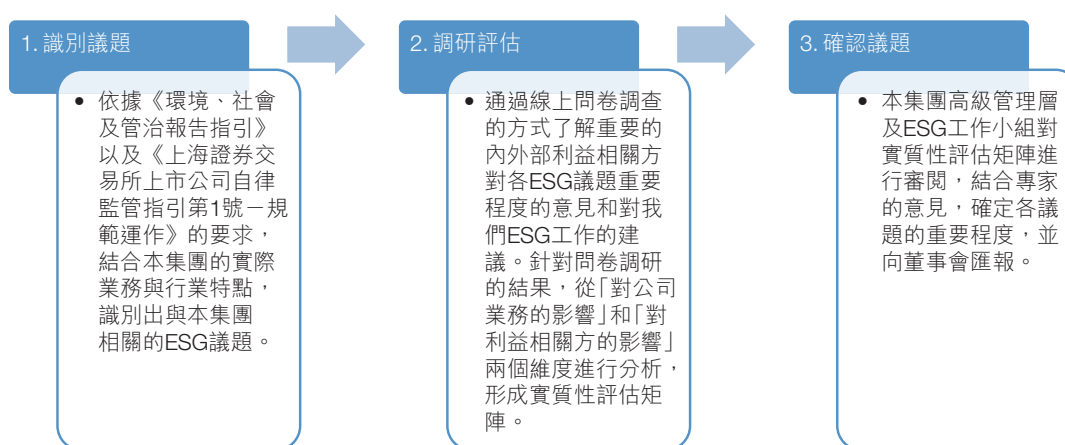 1. 識別議題
• 依據《環境、社會
及管治報告指引》
以及《上海證券交
易所上市公司自律
監管指引第1號－規
範運作》的要求，
結合本集團的實際
業務與行業特點，
識別出與本集團
相關的ESG議題。
2. 調研評估
• 通過線上問卷調查
的方式了解重要的
內外部利益相關方
對各ESG議題重要
程度的意見和對我
們ESG工作的建
議。針對問卷調研
的結果，從「對公司
業務的影響」和「對
利益相關方的影響」
兩個維度進行分析，
形成實質性評估矩
陣。
3. 確認議題
• 本集團高級管理層
及ESG工作小組對
實質性評估矩陣進
行審閱，結合專家
的意見，確定各議
題的重要程度，並
向董事會匯報。